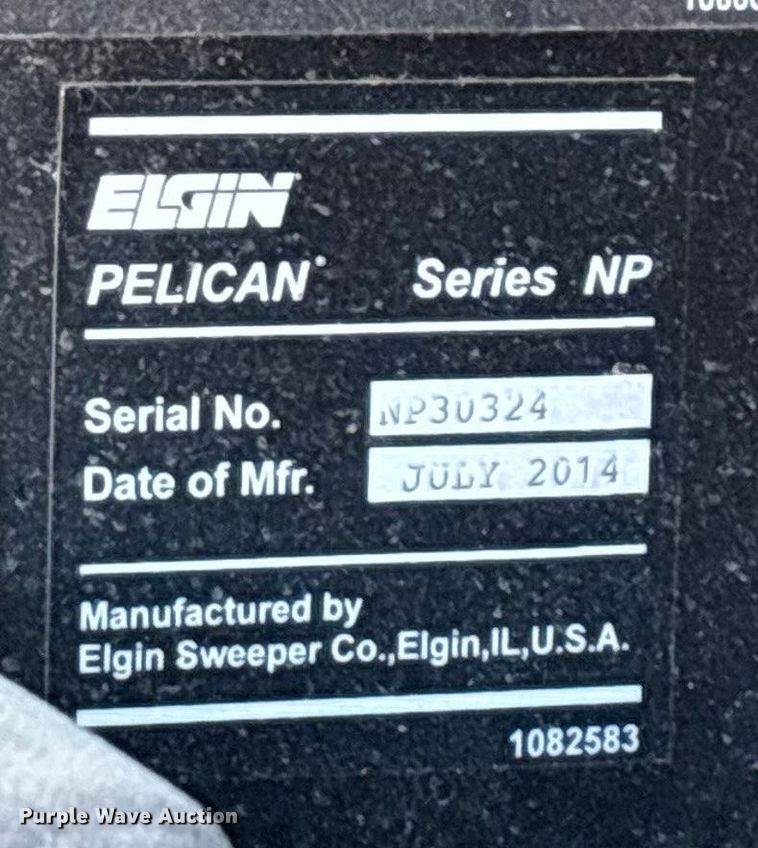 ELGIN
PELICAN Series NP
Serial No. NP30324
Date of Mfr. JULY 2014
Manufactured by
Elgin Sweeper Co.,Elgin,IL,U.S.A.
1082583
Purple Wave Auction